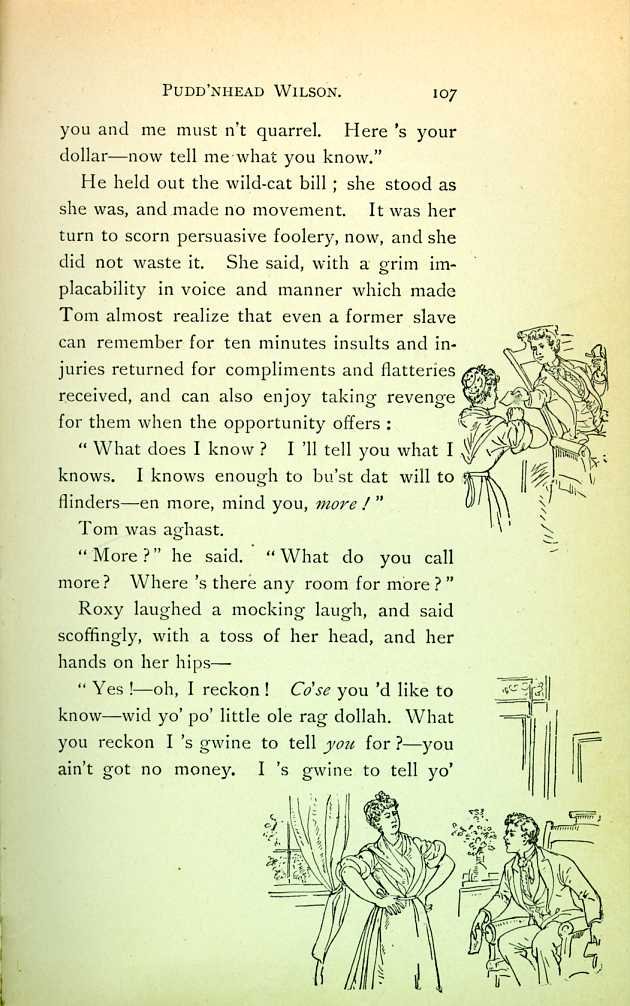 PUDD'NHEAD WILSON. 107
you and me must n't quarrel. Here 's your
dollar—now tell me what you know."
He held out the wild-cat bill; she stood as
she was, and made no movement. It was her
turn to scorn persuasive foolery, now, and she
did not waste it. She said, with a grim im-
placability in voice and manner which made
Tom almost realize that even a former slave
can remember for ten minutes insults and in-
juries returned for compliments and flatteries
received, and can also enjoy taking revenge
for them when the opportunity offers:
"What does I know? I 'll tell you what I
knows. I knows enough to bu'st dat will to
flinders—en more, mind you, more!"
Tom was aghast.
"More?" he said. "What do you call
more? Where 's there any room for more?"
Roxy laughed a mocking laugh, and said
scoffingly, with a toss of her head, and her
hands on her hips—
"Yes!—oh, I reckon! Co'se you 'd like to
know—wid yo' po' little ole rag dollah. What
you reckon I 's gwine to tell you for?—you
ain't got no money. I 's gwine to tell yo'